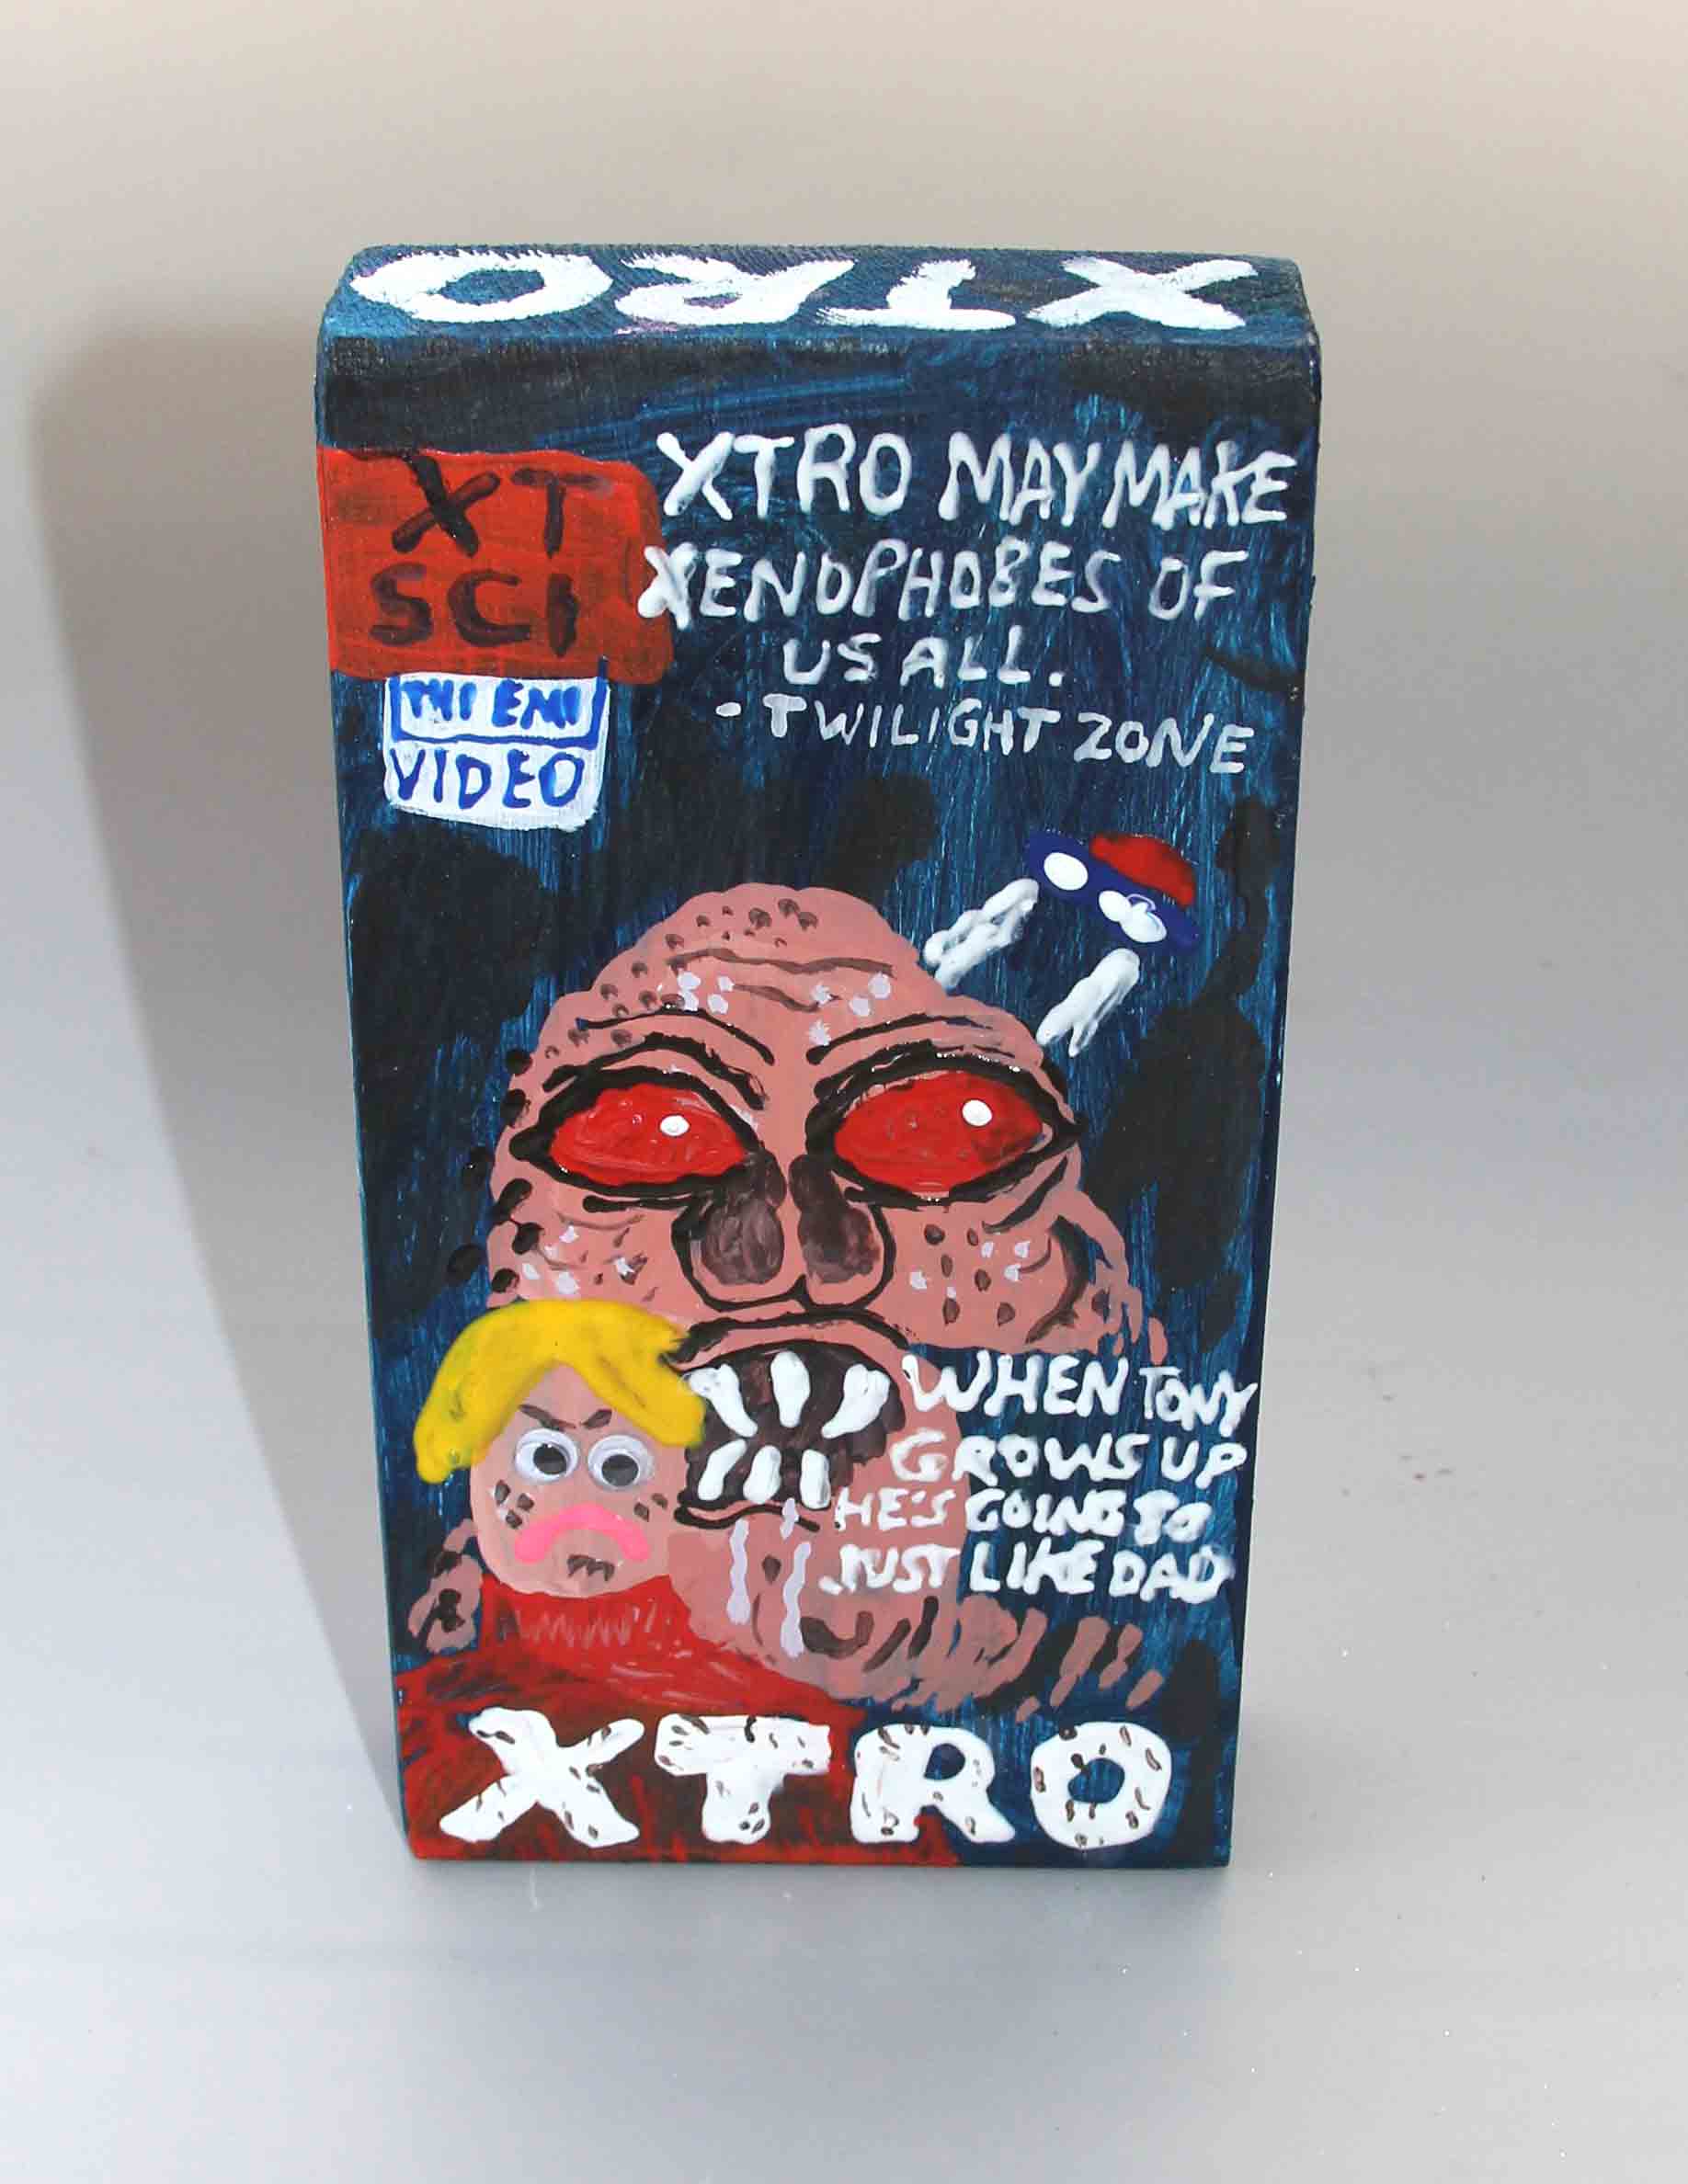 XTRO
XT
SCI
THI EMI
VIDEO
XTRO MAY MAKE
XENOPHOBES OF
US ALL.
- TWILIGHT ZONE
WHEN TONY
GROWS UP
HE'S GOING TO
JUST LIKE DAD
XTRO